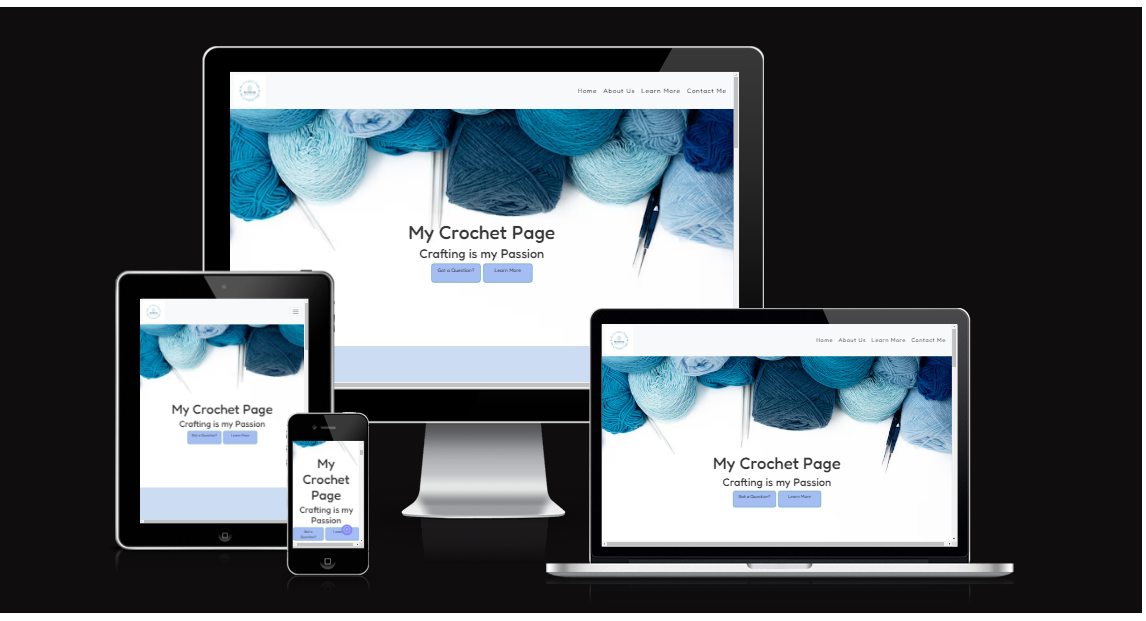 Home About Us Learn More Contact Me
My Crochet Page
Crafting is my Passion
Got a Question? Learn More
My Crochet Page
Crafting is my Passion
Got a Question? Learn More
My
Crochet
Page
Crafting is my
Passion
Got a
Question?
Home About Us Learn More Contact Me
My Crochet Page
Crafting is my Passion
Got a Question? Learn More